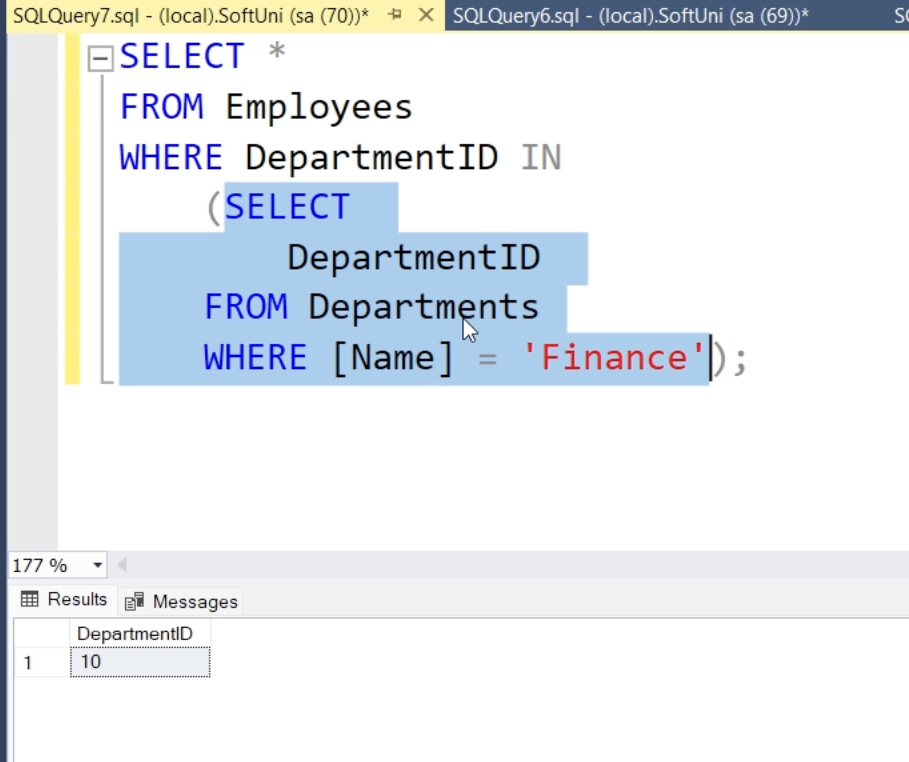 SQLQuery7.sql - (local).SoftUni (sa (70))* SQLQuery6.sql - (local).SoftUni (sa (69))*
SELECT *
FROM Employees
WHERE DepartmentID IN
(SELECT
DepartmentID
FROM Departments
WHERE [Name] = 'Finance');
177 %
Results Messages
DepartmentID
1 10